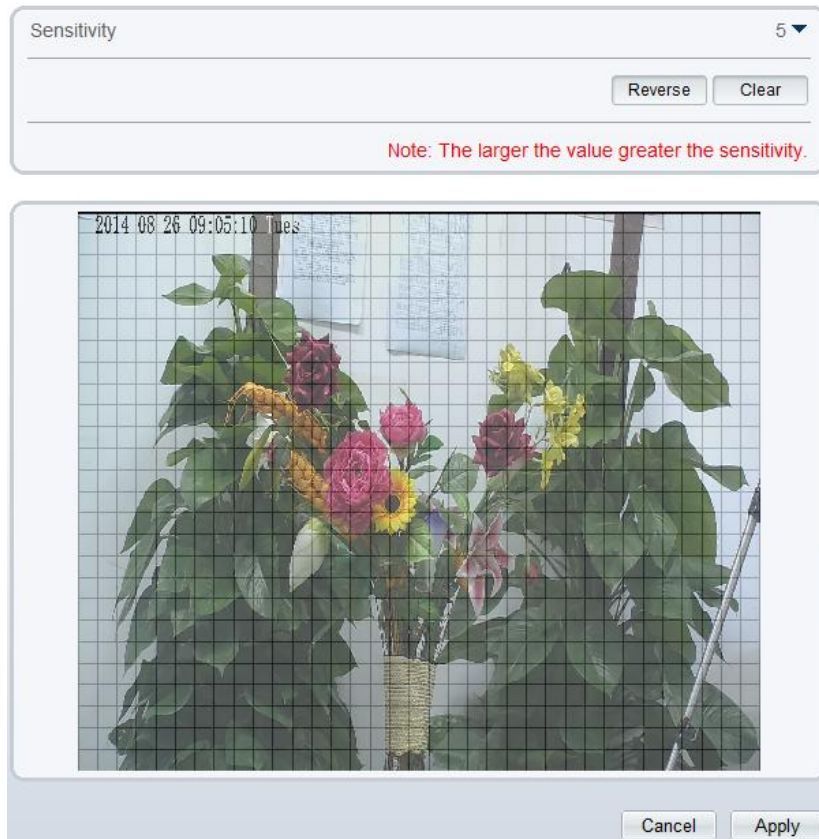 Sensitivity 5
Reverse Clear
Note: The larger the value greater the sensitivity.
2014 08 26 09:05:10 Tues
Cancel Apply